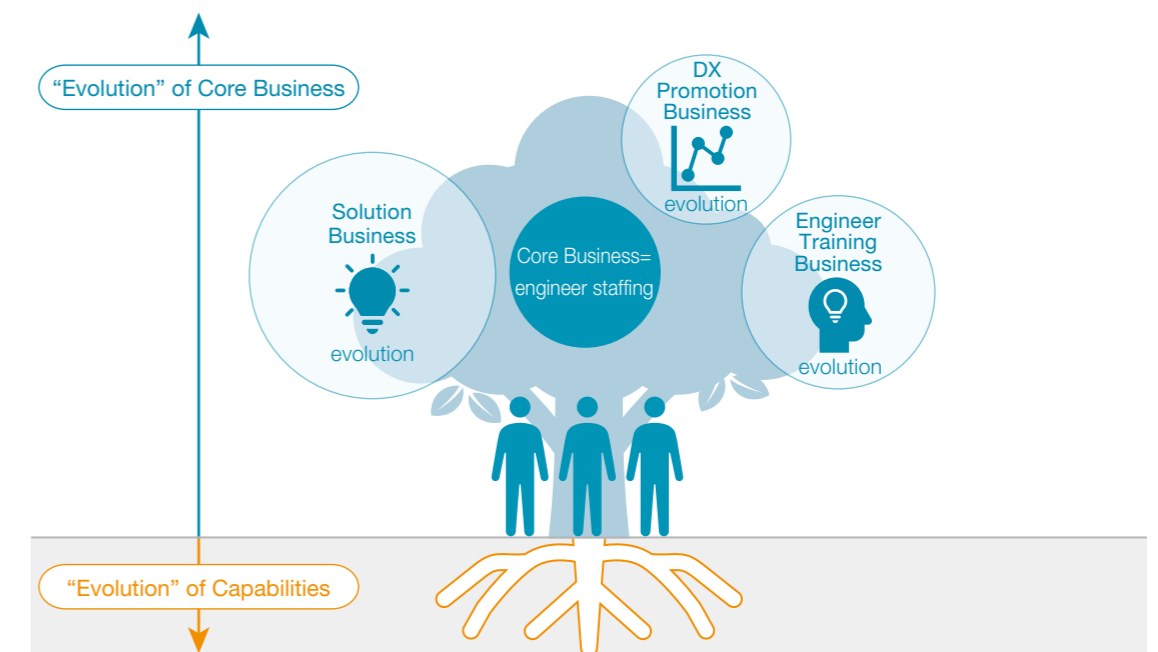 “Evolution” of Core Business
DX
Promotion
Business
evolution
Solution
Business
evolution
Core Business=
engineer staffing
Engineer
Training
Business
evolution
“Evolution” of Capabilities